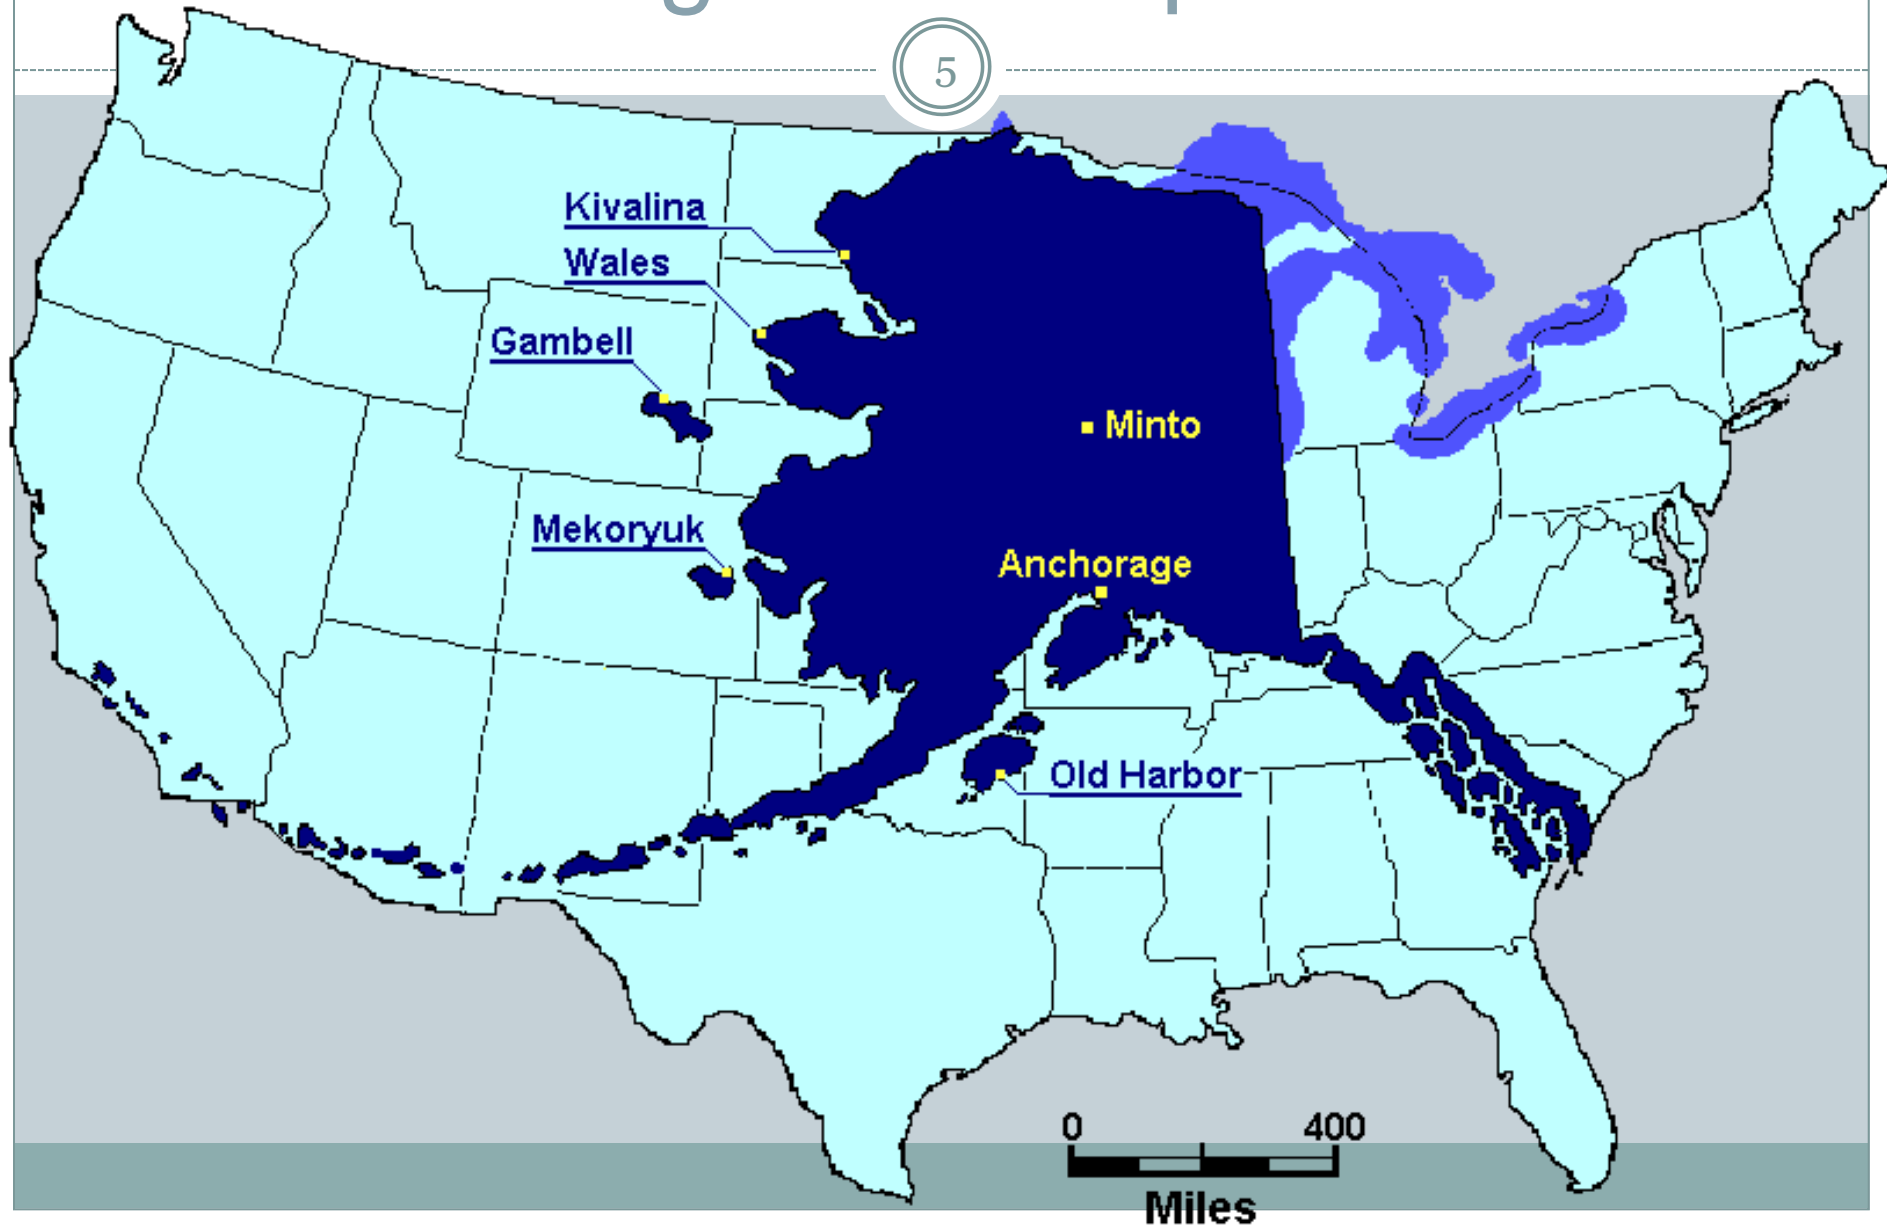 5
Kivalina
Wales
Gambell
Minto
Mekoryuk
Anchorage
Old Harbor
0 400
Miles